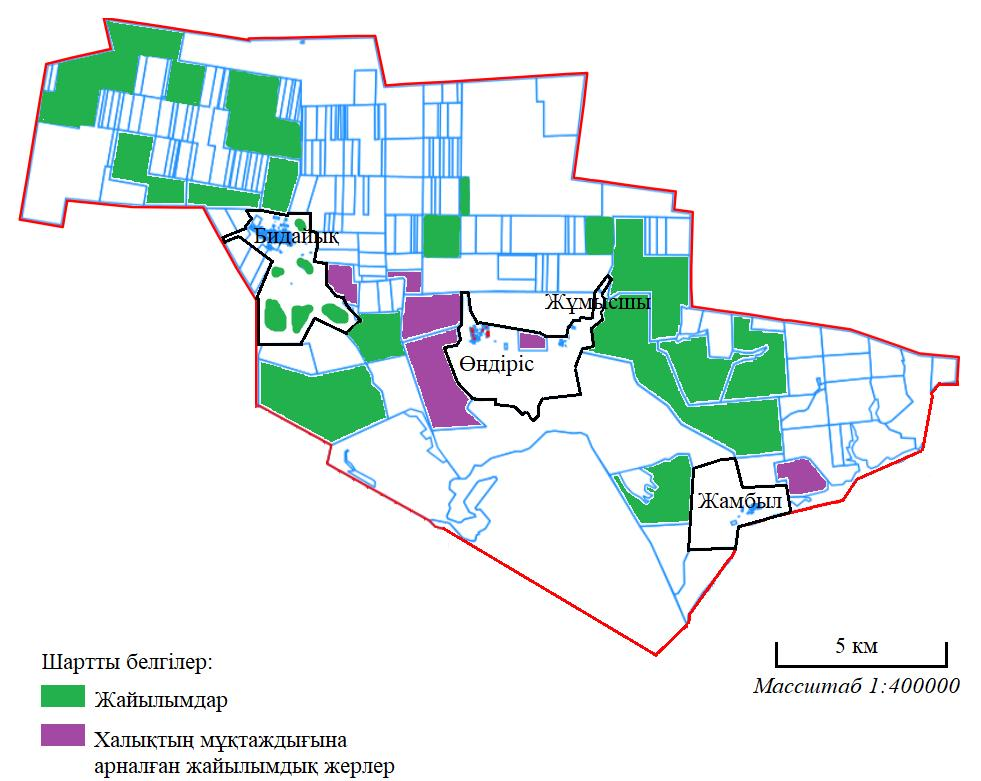 Бидайық
Жұмысшы
Өндіріс
Жамбыл
5 км
Масштаб 1:400000
Шартты белгілер:
Жайылымдар
Халықтың мұқтаждығына
арналған жайылымдық жерлер